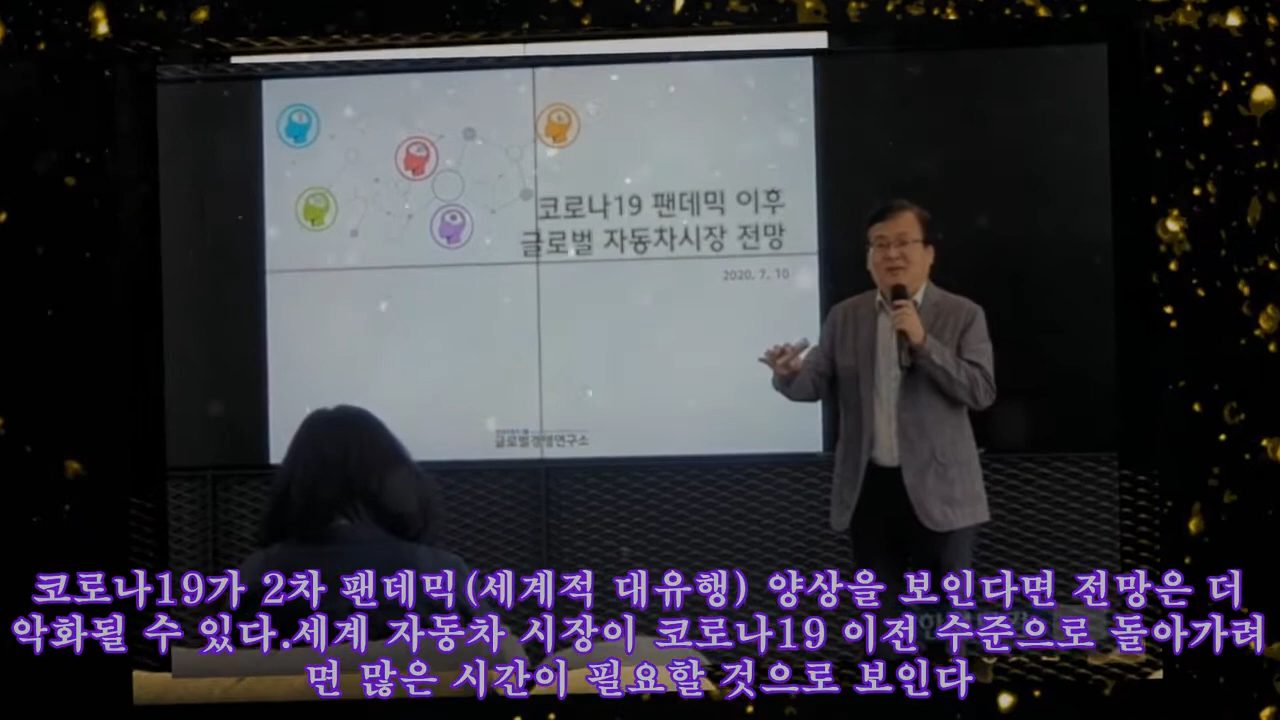 코로나19 팬데믹 이후
글로벌 자동차시장 전망
2020. 7. 10
글로벌경영연구소
코로나19가 2차 팬데믹(세계적 대유행) 양상을 보인다면 전망은 더
악화될 수 있다.세계 자동차 시장이 코로나19 이전 수준으로 돌아가려
면 많은 시간이 필요할 것으로 보인다